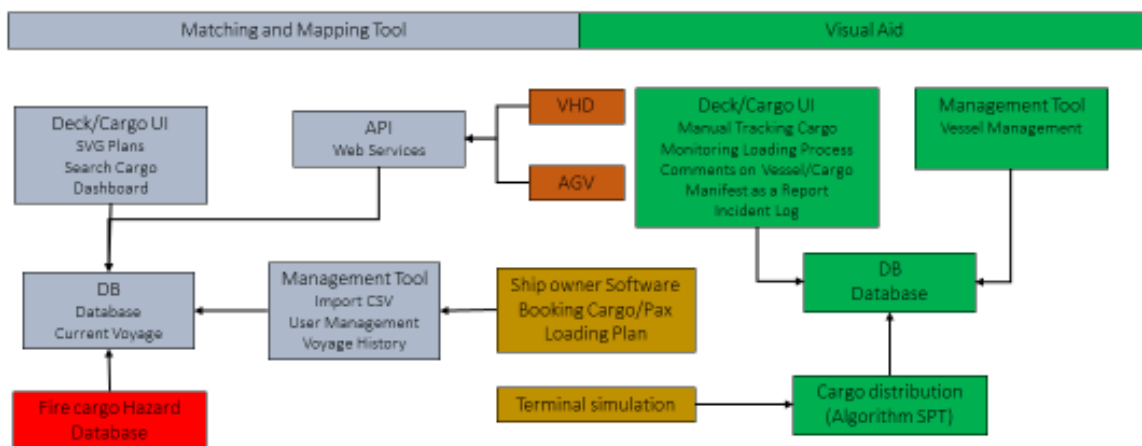 Matching and Mapping Tool
Visual Aid
Deck/Cargo UI
SVG Plans
Search Cargo
Dashboard
API
Web Services
VHD
AGV
Deck/Cargo UI
Manual Tracking Cargo
Monitoring Loading Process
Comments on Vessel/Cargo
Manifest as a Report
Incident Log
Management Tool
Vessel Management
DB
Database
Current Voyage
Management Tool
Import CSV
User Management
Voyage History
Ship owner Software
Booking Cargo/Pax
Loading Plan
DB
Database
Fire cargo Hazard
Database
Terminal simulation
Cargo distribution
(Algorithm SPT)